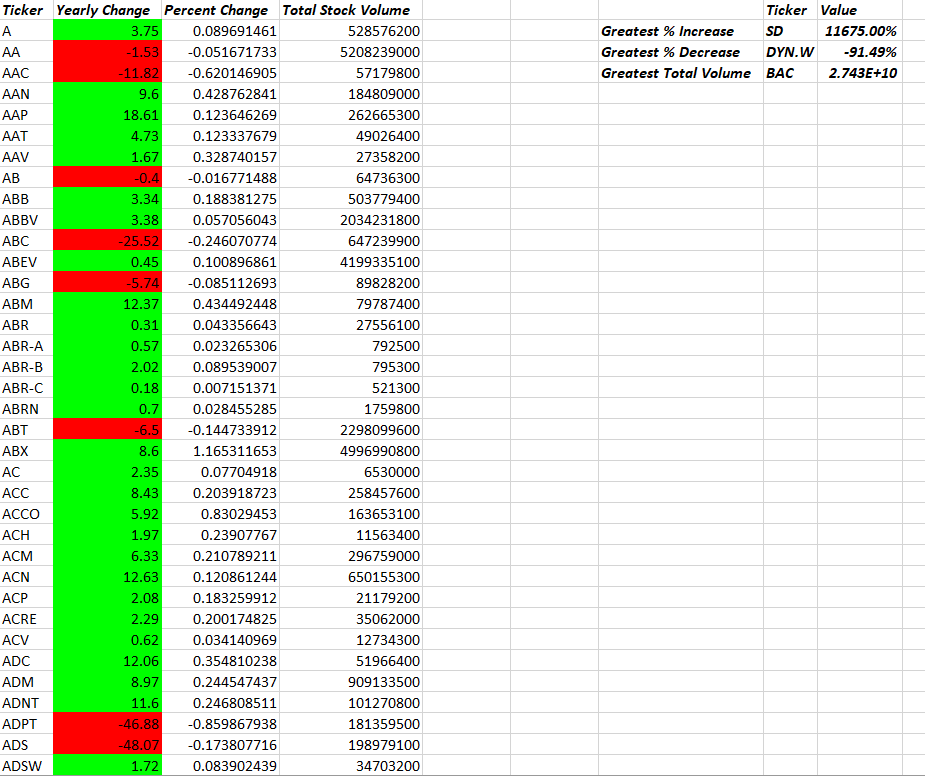 Ticker Yearly Change Percent Change Total Stock Volume Ticker Value
A 3.75 0.089691461 528576200 Greatest % Increase SD 11675.00%
AA -1.53 -0.051671733 5208239000 Greatest % Decrease DYN.W -91.49%
AAC -11.82 -0.620146905 57179800 Greatest Total Volume BAC 2.743E+10
AAN 9.6 0.428762841 184809000
AAP 18.61 0.123646269 262665300
AAT 4.73 0.123337679 49026400
AAV 1.67 0.328740157 27358200
AB -0.4 -0.016771488 64736300
ABB 3.34 0.188381275 503779400
ABBV 3.38 0.057056043 2034231800
ABC -25.52 -0.246070774 647239900
ABEV 0.45 0.100896861 4199335100
ABG -5.74 -0.085112693 89828200
ABM 12.37 0.434492448 79787400
ABR 0.31 0.043356643 27556100
ABR-A 0.57 0.023265306 792500
ABR-B 2.02 0.089539007 795300
ABR-C 0.18 0.007151371 521300
ABRN 0.7 0.028455285 1759800
ABT -6.5 -0.144733912 2298099600
ABX 8.6 1.165311653 4996990800
AC 2.35 0.07704918 6530000
ACC 8.43 0.203918723 258457600
ACCO 5.92 0.83029453 163653100
ACH 1.97 0.23907767 11563400
ACM 6.33 0.210789211 296759000
ACN 12.63 0.120861244 650155300
ACP 2.08 0.183259912 21179200
ACRE 2.29 0.200174825 35062000
ACV 0.62 0.034140969 12734300
ADC 12.06 0.354810238 51966400
ADM 8.97 0.244547437 909133500
ADNT 11.6 0.246808511 101270800
ADPT -46.88 -0.859867938 181359500
ADS -48.07 -0.173807716 198979100
ADSW 1.72 0.083902439 34703200